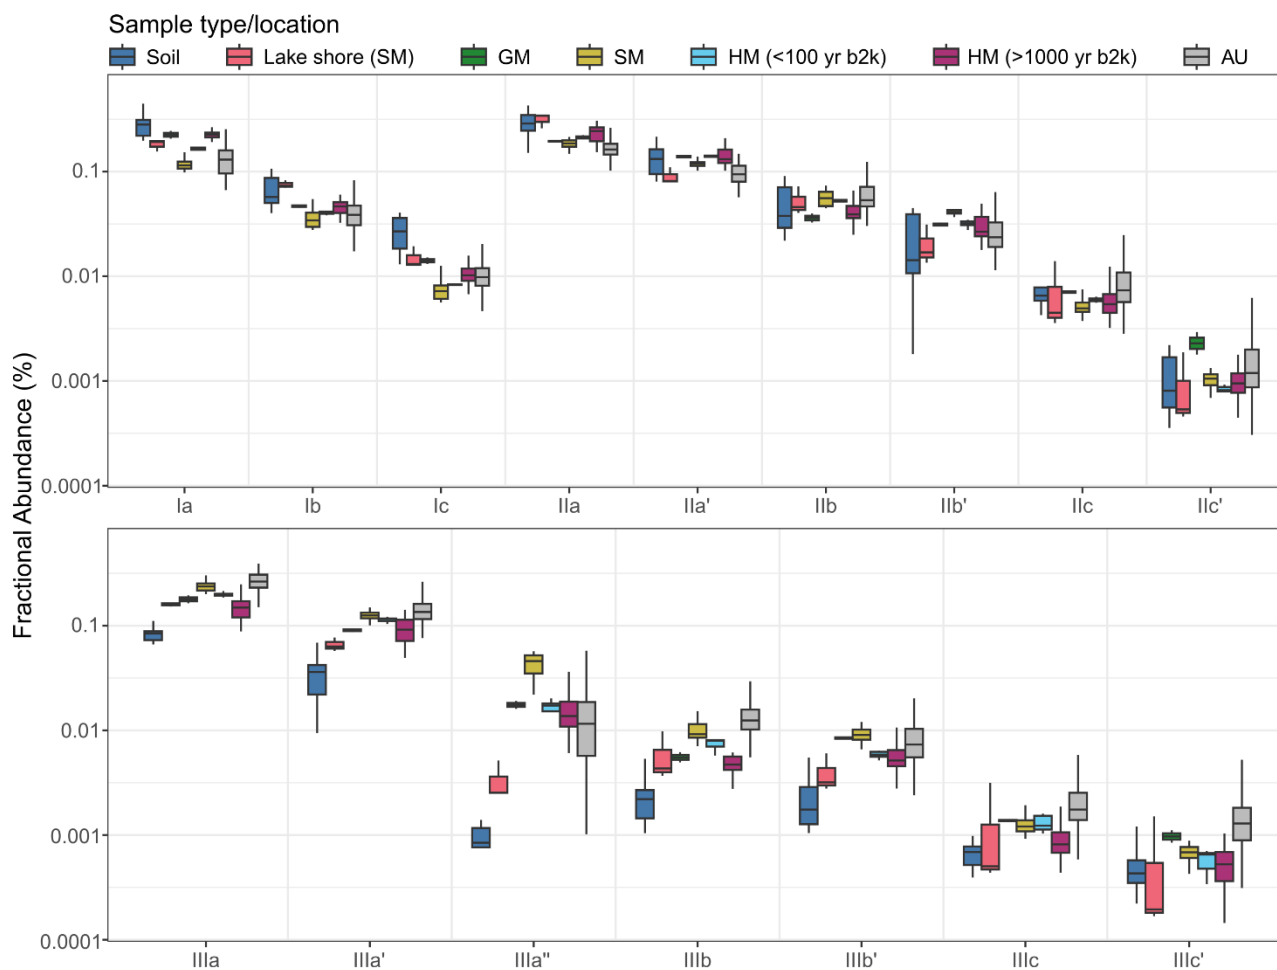 Sample type/location
Soil Lake shore (SM) GM SM HM (<100 yr b2k) HM (>1000 yr b2k) AU
Fractional Abundance (%)
0.1
0.01
0.001
0.0001
Ia Ib Ic IIa IIa' IIb IIb' IIc IIc'
0.1
0.01
0.001
0.0001
IIIa IIIa' IIIa" IIIb IIIb' IIIc IIIc'